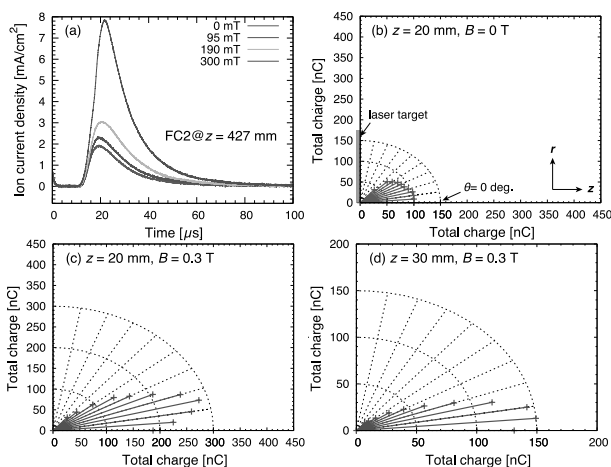 (a)
0 mT
95 mT
190 mT
300 mT
FC2@z = 427 mm
Ion current density [mA/cm²]
8
7
6
5
4
3
2
1
0
0 20 40 60 80 100
Time [µs]
(b) z = 20 mm, B = 0 T
laser target
r
z
θ= 0 deg.
Total charge [nC]
450
400
350
300
250
200
150
100
50
0
0 50 100 150 200 250 300 350 400 450
Total charge [nC]
(c) z = 20 mm, B = 0.3 T
Total charge [nC]
450
400
350
300
250
200
150
100
50
0
0 50 100 150 200 250 300 350 400 450
Total charge [nC]
(d) z = 30 mm, B = 0.3 T
Total charge [nC]
200
150
100
50
0
0 50 100 150 200
Total charge [nC]